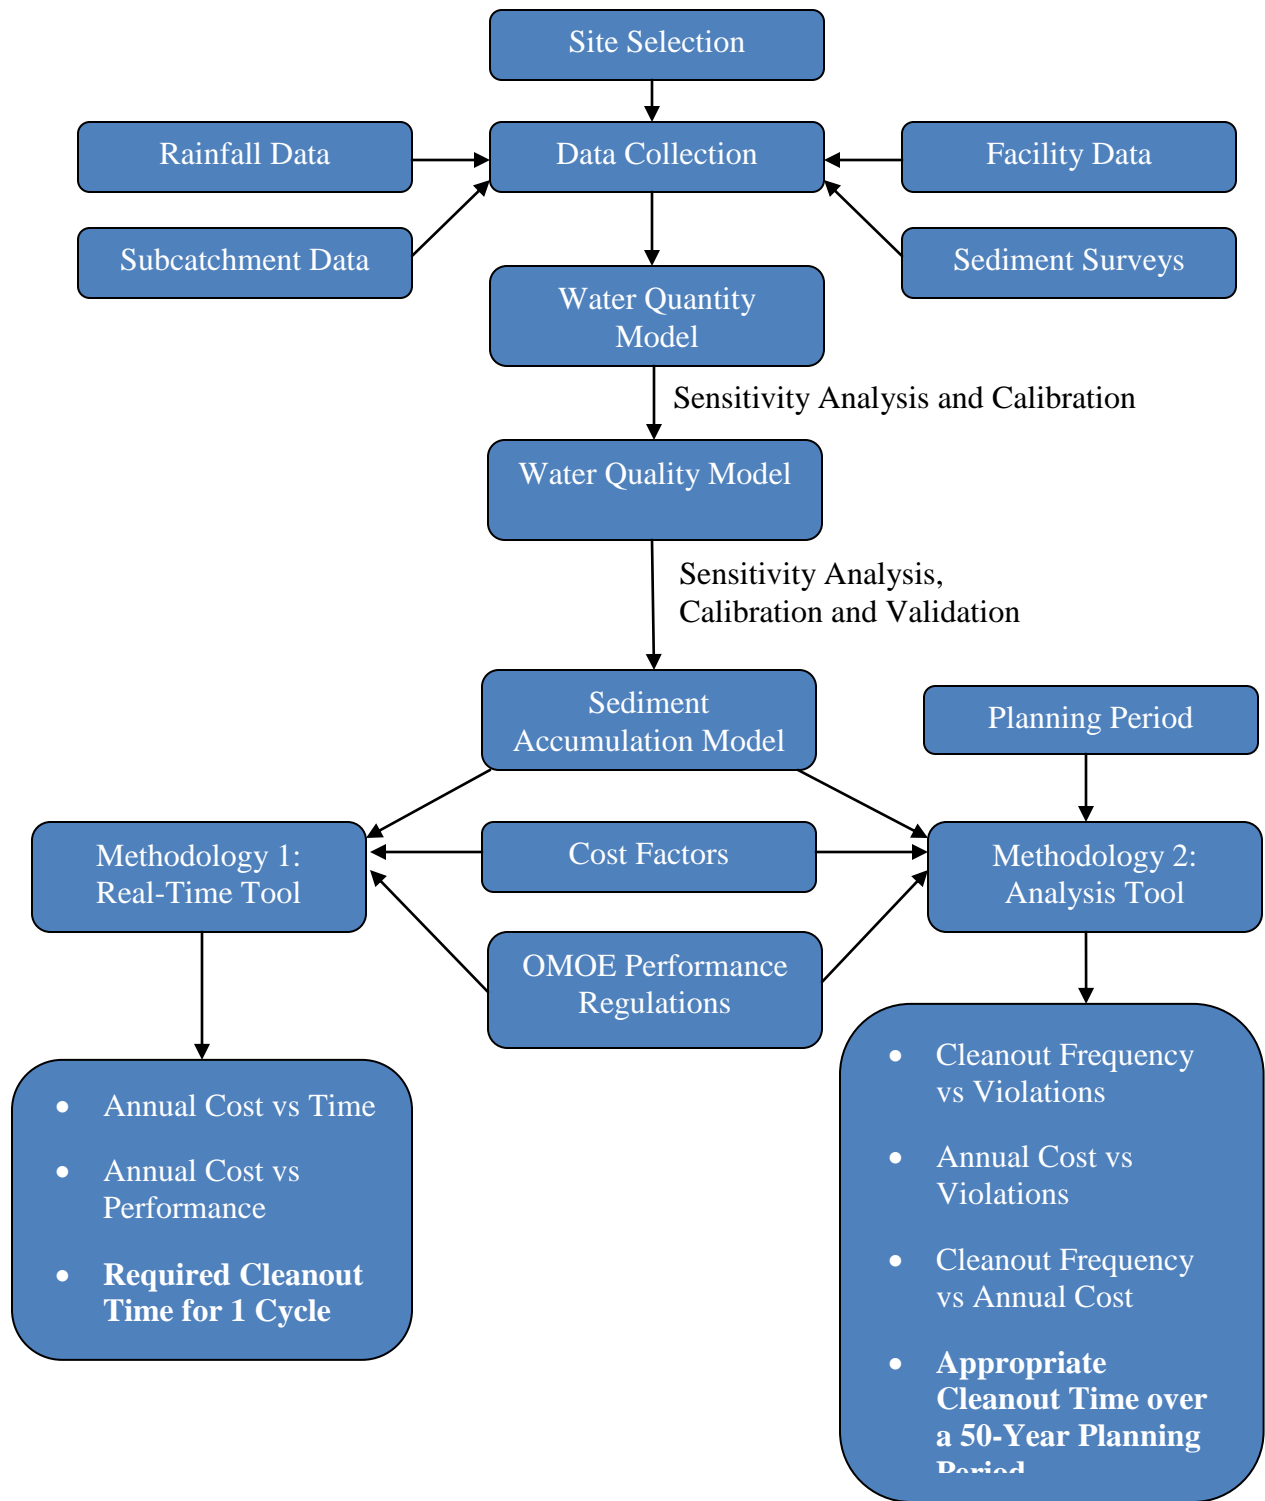 Site Selection
Rainfall Data
Data Collection
Facility Data
Subcatchment Data
Sediment Surveys
Water Quantity
Model
Sensitivity Analysis and Calibration
Water Quality Model
Sensitivity Analysis,
Calibration and Validation
Sediment
Accumulation Model
Planning Period
Methodology 1:
Real-Time Tool
Cost Factors
Methodology 2:
Analysis Tool
OMOE Performance
Regulations
• Annual Cost vs Time
• Annual Cost vs
Performance
• Required Cleanout
Time for 1 Cycle
• Cleanout Frequency
vs Violations
• Annual Cost vs
Violations
• Cleanout Frequency
vs Annual Cost
• Appropriate
Cleanout Time over
a 50-Year Planning
Period